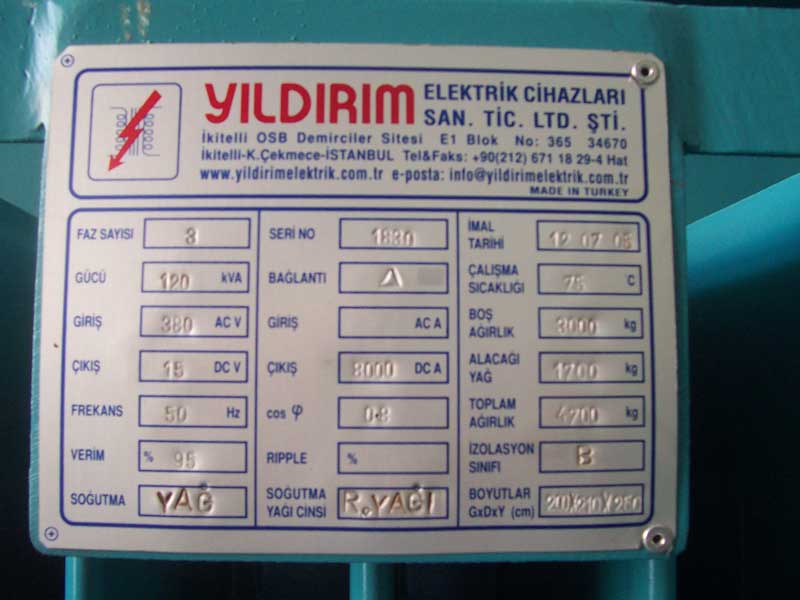 YILDIRIM ELEKTRİK CİHAZLARI
SAN. TİC. LTD. ŞTİ.
İkitelli OSB Demirciler Sitesi E1 Blok No: 365 34670
İkitelli-K.Çekmece-İSTANBUL Tel&Faks: +90(212) 671 18 29-4 Hat
www.yildirimelektrik.com.tr e-posta: info@yildirimelektrik.com.tr
MADE IN TURKEY
FAZ SAYISI 3
GÜCÜ 120 kVA
GİRİŞ 380 AC V
ÇIKIŞ 15 DC V
FREKANS 50 Hz
VERİM % 95
SOĞUTMA YAĞ
SERİ NO 1830
BAĞLANTI Δ
GİRİŞ AC A
ÇIKIŞ 8000 DC A
cos φ 0.8
RIPPLE %
SOĞUTMA
YAĞI CİNSİ R.YAĞI
İMAL
TARİHİ 12 07 05
ÇALIŞMA
SICAKLIĞI 75 C
BOŞ
AĞIRLIK 3000 kg
ALACAĞI
YAĞ 1700 kg
TOPLAM
AĞIRLIK 4700 kg
İZOLASYON
SINIFI B
BOYUTLAR
GxDxY (cm)